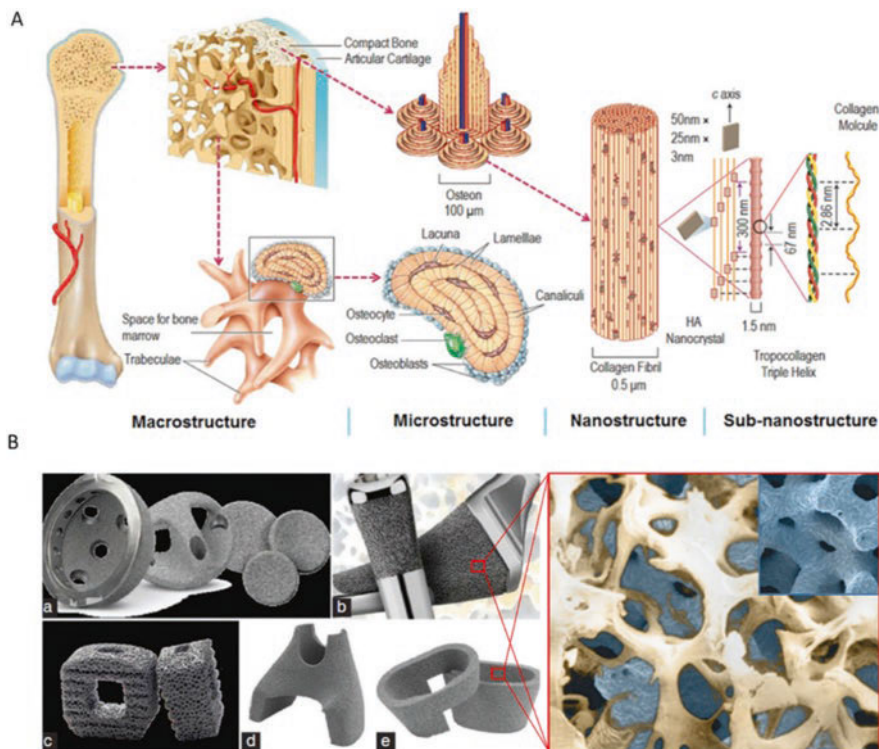 A
Compact Bone
Articular Cartilage
Osteon
100 µm
c axis
50nm ×
25nm ×
3nm
Collagen
Molcule
300 nm
67 nm
2.86 nm
1.5 nm
HA
Nanocrystal
Tropocollagen
Triple Helix
Collagen Fibril
0.5 µm
Lacuna
Lamelllae
Canaliculi
Osteocyte
Osteoclast
Osteoblasts
Space for bone
marrow
Trabeculae
Macrostructure
Microstructure
Nanostructure
Sub-nanostructure
B
a
b
c
d
e